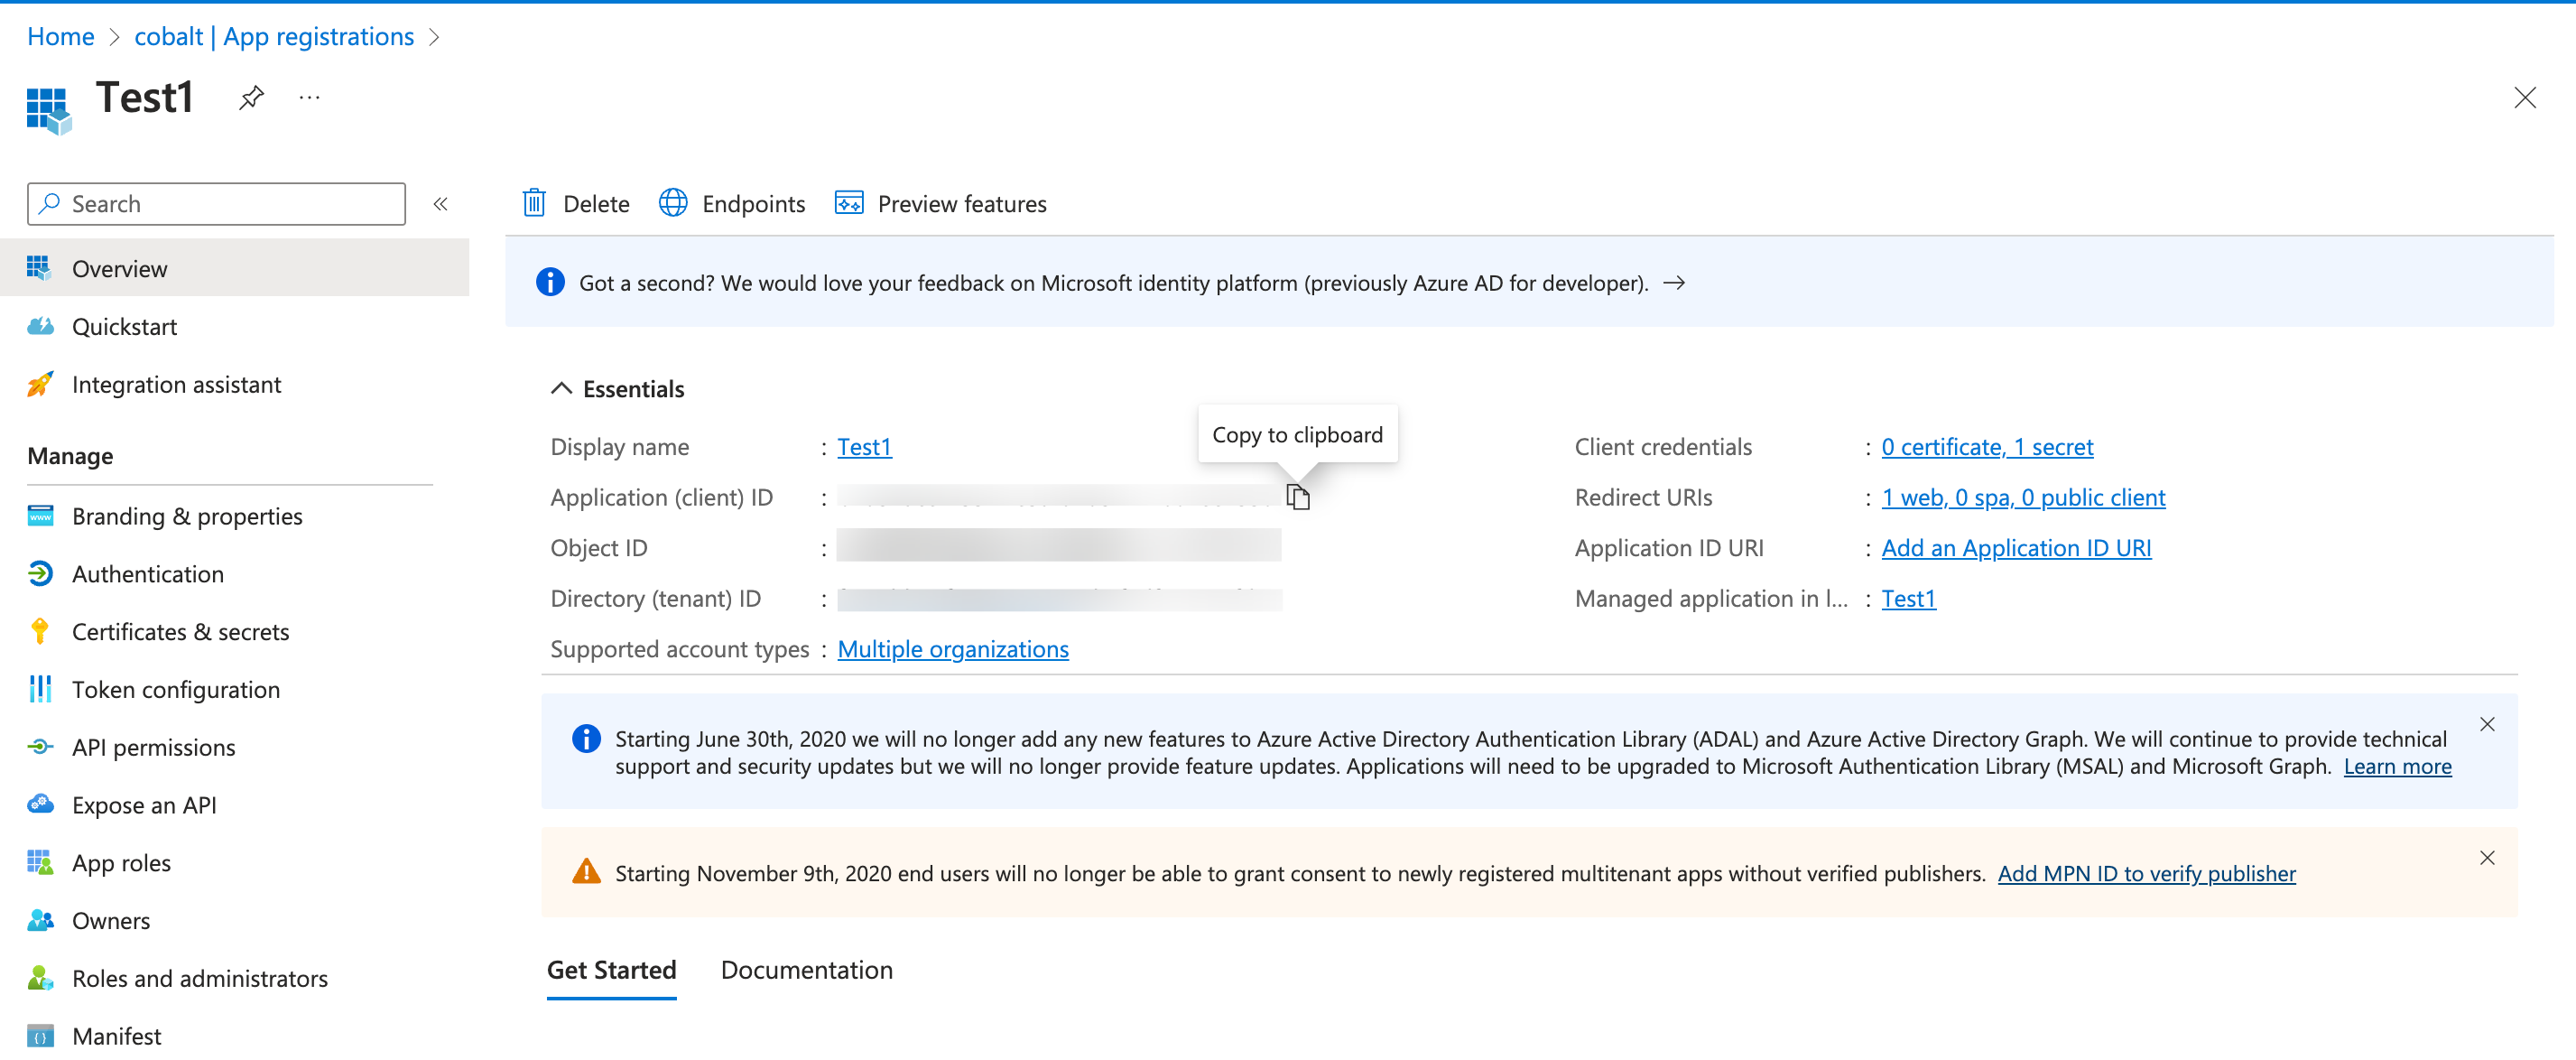 Home > cobalt | App registrations >
Test1
Search
«
Delete
Endpoints
Preview features
Overview
Quickstart
Integration assistant
Manage
Branding & properties
Authentication
Certificates & secrets
Token configuration
API permissions
Expose an API
App roles
Owners
Roles and administrators
Manifest
Got a second? We would love your feedback on Microsoft identity platform (previously Azure AD for developer). →
Essentials
Copy to clipboard
Display name : Test1
Application (client) ID :
Object ID :
Directory (tenant) ID :
Supported account types : Multiple organizations
Client credentials : 0 certificate, 1 secret
Redirect URIs : 1 web, 0 spa, 0 public client
Application ID URI : Add an Application ID URI
Managed application in l... : Test1
Starting June 30th, 2020 we will no longer add any new features to Azure Active Directory Authentication Library (ADAL) and Azure Active Directory Graph. We will continue to provide technical
support and security updates but we will no longer provide feature updates. Applications will need to be upgraded to Microsoft Authentication Library (MSAL) and Microsoft Graph. Learn more
Starting November 9th, 2020 end users will no longer be able to grant consent to newly registered multitenant apps without verified publishers. Add MPN ID to verify publisher
Get Started
Documentation